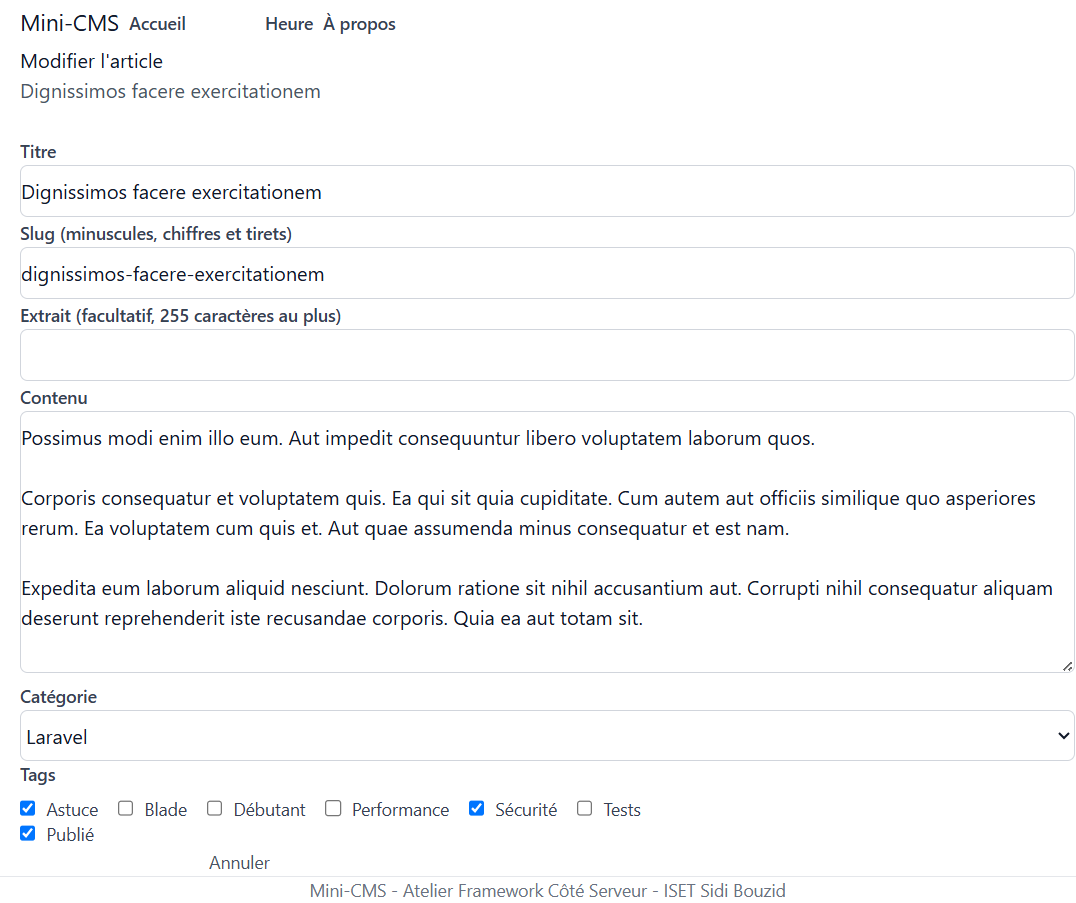 Mini-CMS Accueil Heure À propos
Modifier l'article
Dignissimos facere exercitationem
Titre
Dignissimos facere exercitationem
Slug (minuscules, chiffres et tirets)
dignissimos-facere-exercitationem
Extrait (facultatif, 255 caractères au plus)
Contenu
Possimus modi enim illo eum. Aut impedit consequuntur libero voluptatem laborum quos.
Corporis consequatur et voluptatem quis. Ea qui sit quia cupiditate. Cum autem aut officiis similique quo asperiores
rerum. Ea voluptatem cum quis et. Aut quae assumenda minus consequatur et est nam.
Expedita eum laborum aliquid nesciunt. Dolorum ratione sit nihil accusantium aut. Corrupti nihil consequatur aliquam
deserunt reprehenderit iste recusandae corporis. Quia ea aut totam sit.
Catégorie
Laravel
Tags
Astuce Blade Débutant Performance Sécurité Tests
Publié
Annuler
Mini-CMS - Atelier Framework Côté Serveur - ISET Sidi Bouzid